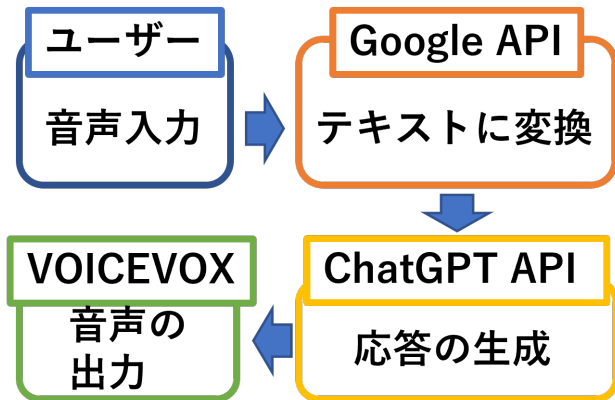 ユーザー
音声入力
Google API
テキストに変換
ChatGPT API
応答の生成
VOICEVOX
音声の
出力